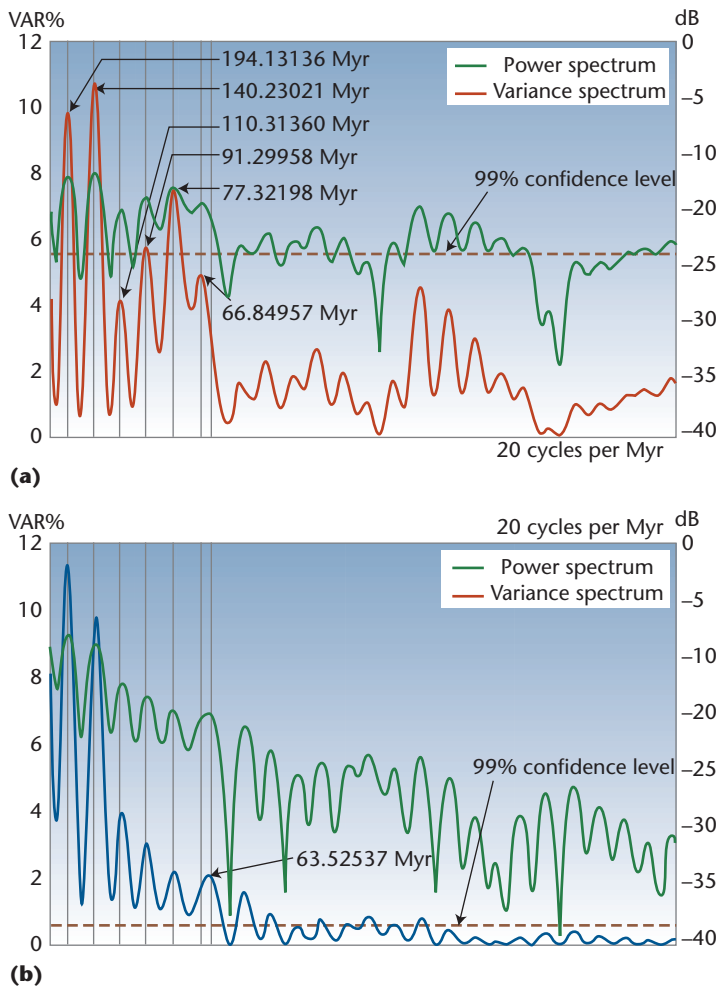 VAR%
dB
12
0
Power spectrum
Variance spectrum
194.13136 Myr
140.23021 Myr
110.31360 Myr
91.29958 Myr
77.32198 Myr
99% confidence level
66.84957 Myr
10
8
6
4
2
0
–5
–10
–15
–20
–25
–30
–35
–40
20 cycles per Myr
(a)
VAR%
20 cycles per Myr
dB
12
0
Power spectrum
Variance spectrum
99% confidence level
63.52537 Myr
10
8
6
4
2
0
–5
–10
–15
–20
–25
–30
–35
–40
(b)